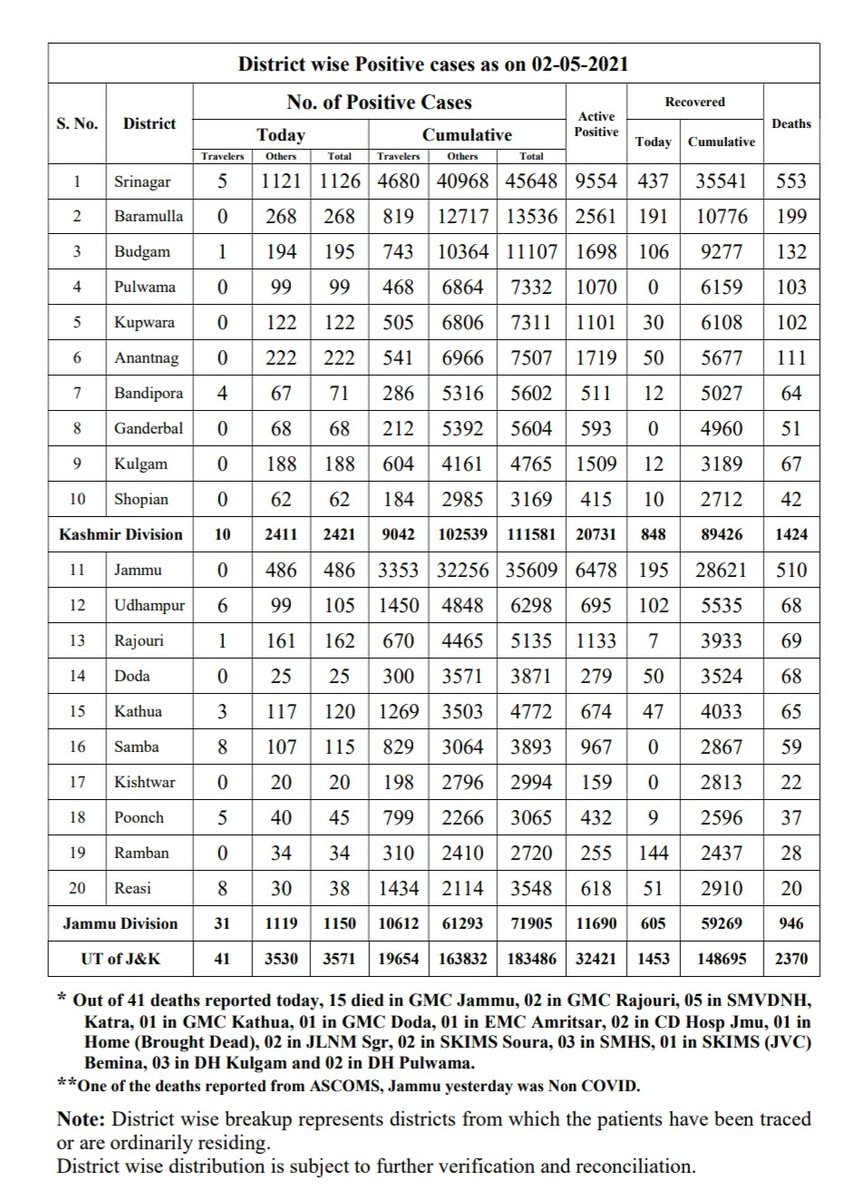 District wise Positive cases as on 02-05-2021
S. No. District No. of Positive Cases Active Positive Recovered Deaths
Today Cumulative Today Cumulative
Travelers Others Total Travelers Others Total
1 Srinagar 5 1121 1126 4680 40968 45648 9554 437 35541 553
2 Baramulla 0 268 268 819 12717 13536 2561 191 10776 199
3 Budgam 1 194 195 743 10364 11107 1698 106 9277 132
4 Pulwama 0 99 99 468 6864 7332 1070 0 6159 103
5 Kupwara 0 122 122 505 6806 7311 1101 30 6108 102
6 Anantnag 0 222 222 541 6966 7507 1719 50 5677 111
7 Bandipora 4 67 71 286 5316 5602 511 12 5027 64
8 Ganderbal 0 68 68 212 5392 5604 593 0 4960 51
9 Kulgam 0 188 188 604 4161 4765 1509 12 3189 67
10 Shopian 0 62 62 184 2985 3169 415 10 2712 42
Kashmir Division 10 2411 2421 9042 102539 111581 20731 848 89426 1424
11 Jammu 0 486 486 3353 32256 35609 6478 195 28621 510
12 Udhampur 6 99 105 1450 4848 6298 695 102 5535 68
13 Rajouri 1 161 162 670 4465 5135 1133 7 3933 69
14 Doda 0 25 25 300 3571 3871 279 50 3524 68
15 Kathua 3 117 120 1269 3503 4772 674 47 4033 65
16 Samba 8 107 115 829 3064 3893 967 0 2867 59
17 Kishtwar 0 20 20 198 2796 2994 159 0 2813 22
18 Poonch 5 40 45 799 2266 3065 432 9 2596 37
19 Ramban 0 34 34 310 2410 2720 255 144 2437 28
20 Reasi 8 30 38 1434 2114 3548 618 51 2910 20
Jammu Division 31 1119 1150 10612 61293 71905 11690 605 59269 946
UT of J&K 41 3530 3571 19654 163832 183486 32421 1453 148695 2370
* Out of 41 deaths reported today, 15 died in GMC Jammu, 02 in GMC Rajouri, 05 in SMVDNH,
Katra, 01 in GMC Kathua, 01 in GMC Doda, 01 in EMC Amritsar, 02 in CD Hosp Jmu, 01 in
Home (Brought Dead), 02 in JLNM Sgr, 02 in SKIMS Soura, 03 in SMHS, 01 in SKIMS (JVC)
Bemina, 03 in DH Kulgam and 02 in DH Pulwama.
**One of the deaths reported from ASCOMS, Jammu yesterday was Non COVID.
Note: District wise breakup represents districts from which the patients have been traced
or are ordinarily residing.
District wise distribution is subject to further verification and reconciliation.